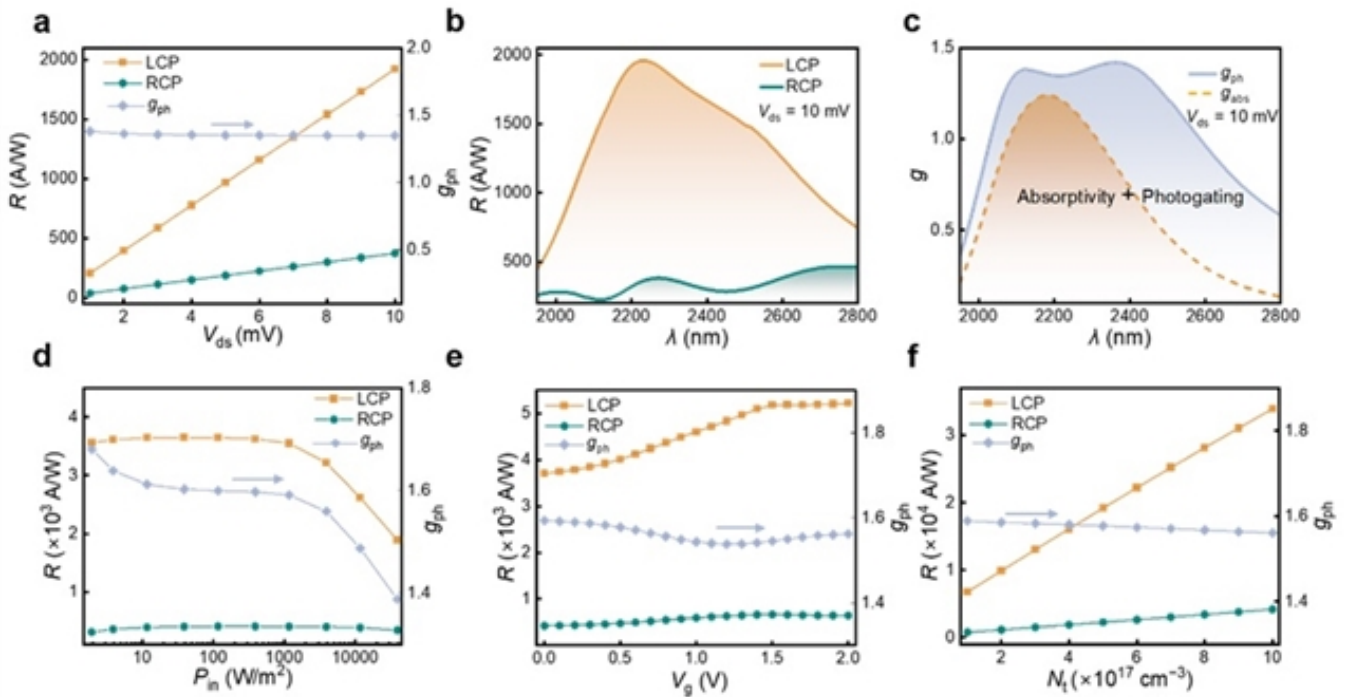 a
2000
1500
1000
500
0
R (A/W)
2.0
1.5
1.0
0.5
gph
LCP
RCP
gph
2 4 6 8 10
Vds (mV)
b
2000
1500
1000
500
R (A/W)
LCP
RCP
Vds = 10 mV
2000 2200 2400 2600 2800
λ (nm)
c
1.5
1.0
0.5
g
gph
gabs
Vds = 10 mV
Absorptivity + Photogating
2000 2200 2400 2600 2800
λ (nm)
d
4
3
2
1
R (×10³ A/W)
1.8
1.6
1.4
gph
LCP
RCP
gph
10 100 1000 10000
Pin (W/m²)
e
5
4
3
2
1
R (×10³ A/W)
1.8
1.6
1.4
gph
LCP
RCP
gph
0.0 0.5 1.0 1.5 2.0
Vg (V)
f
3
2
1
0
R (×10⁴ A/W)
1.8
1.6
1.4
gph
LCP
RCP
gph
2 4 6 8 10
Nt (×10¹⁷ cm⁻³)